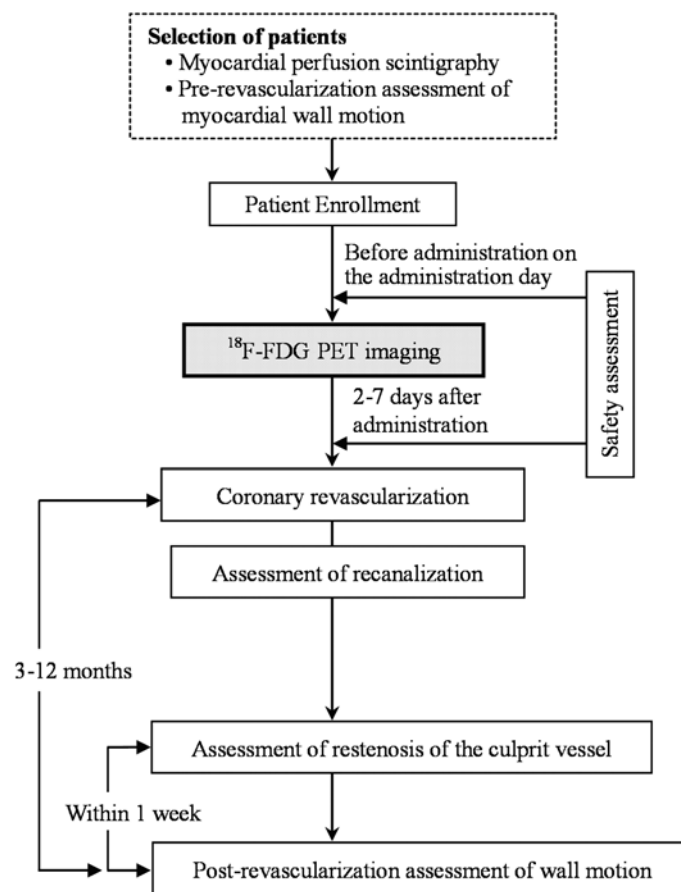 Selection of patients
• Myocardial perfusion scintigraphy
• Pre-revascularization assessment of
myocardial wall motion
Patient Enrollment
Before administration on
the administration day
Safety assessment
¹⁸F-FDG PET imaging
2-7 days after
administration
Coronary revascularization
Assessment of recanalization
3-12 months
Assessment of restenosis of the culprit vessel
Within 1 week
Post-revascularization assessment of wall motion